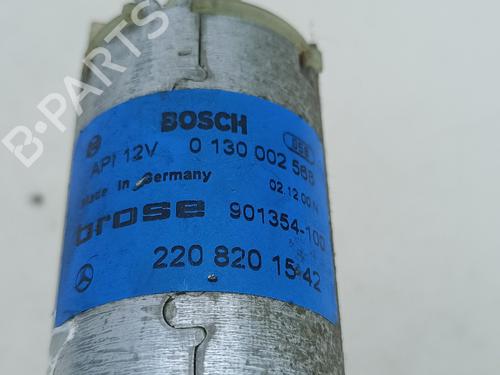 BOSCH
API 12V 0 130 002 568
Made in Germany 02.12.00
brose 901354-100
220 820 15 42
B-PARTS